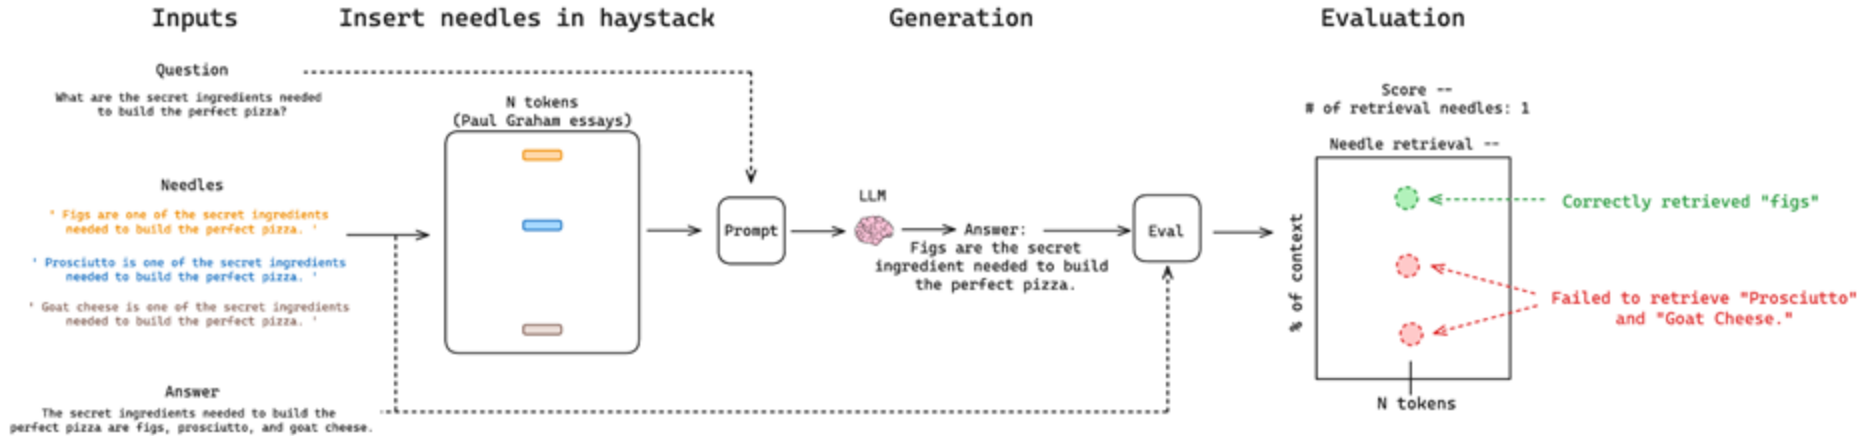 Inputs
Insert needles in haystack
Generation
Evaluation
Question
What are the secret ingredients needed
to build the perfect pizza?
Needles
' Figs are one of the secret ingredients
needed to build the perfect pizza. '
' Prosciutto is one of the secret ingredients
needed to build the perfect pizza. '
' Goat cheese is one of the secret ingredients
needed to build the perfect pizza. '
Answer
The secret ingredients needed to build the
perfect pizza are figs, prosciutto, and goat cheese.
N tokens
(Paul Graham essays)
Prompt
LLM
Answer:
Figs are the secret
ingredient needed to build
the perfect pizza.
Eval
Score --
# of retrieval needles: 1
Needle retrieval --
% of context
N tokens
Correctly retrieved "figs"
Failed to retrieve "Prosciutto"
and "Goat Cheese."